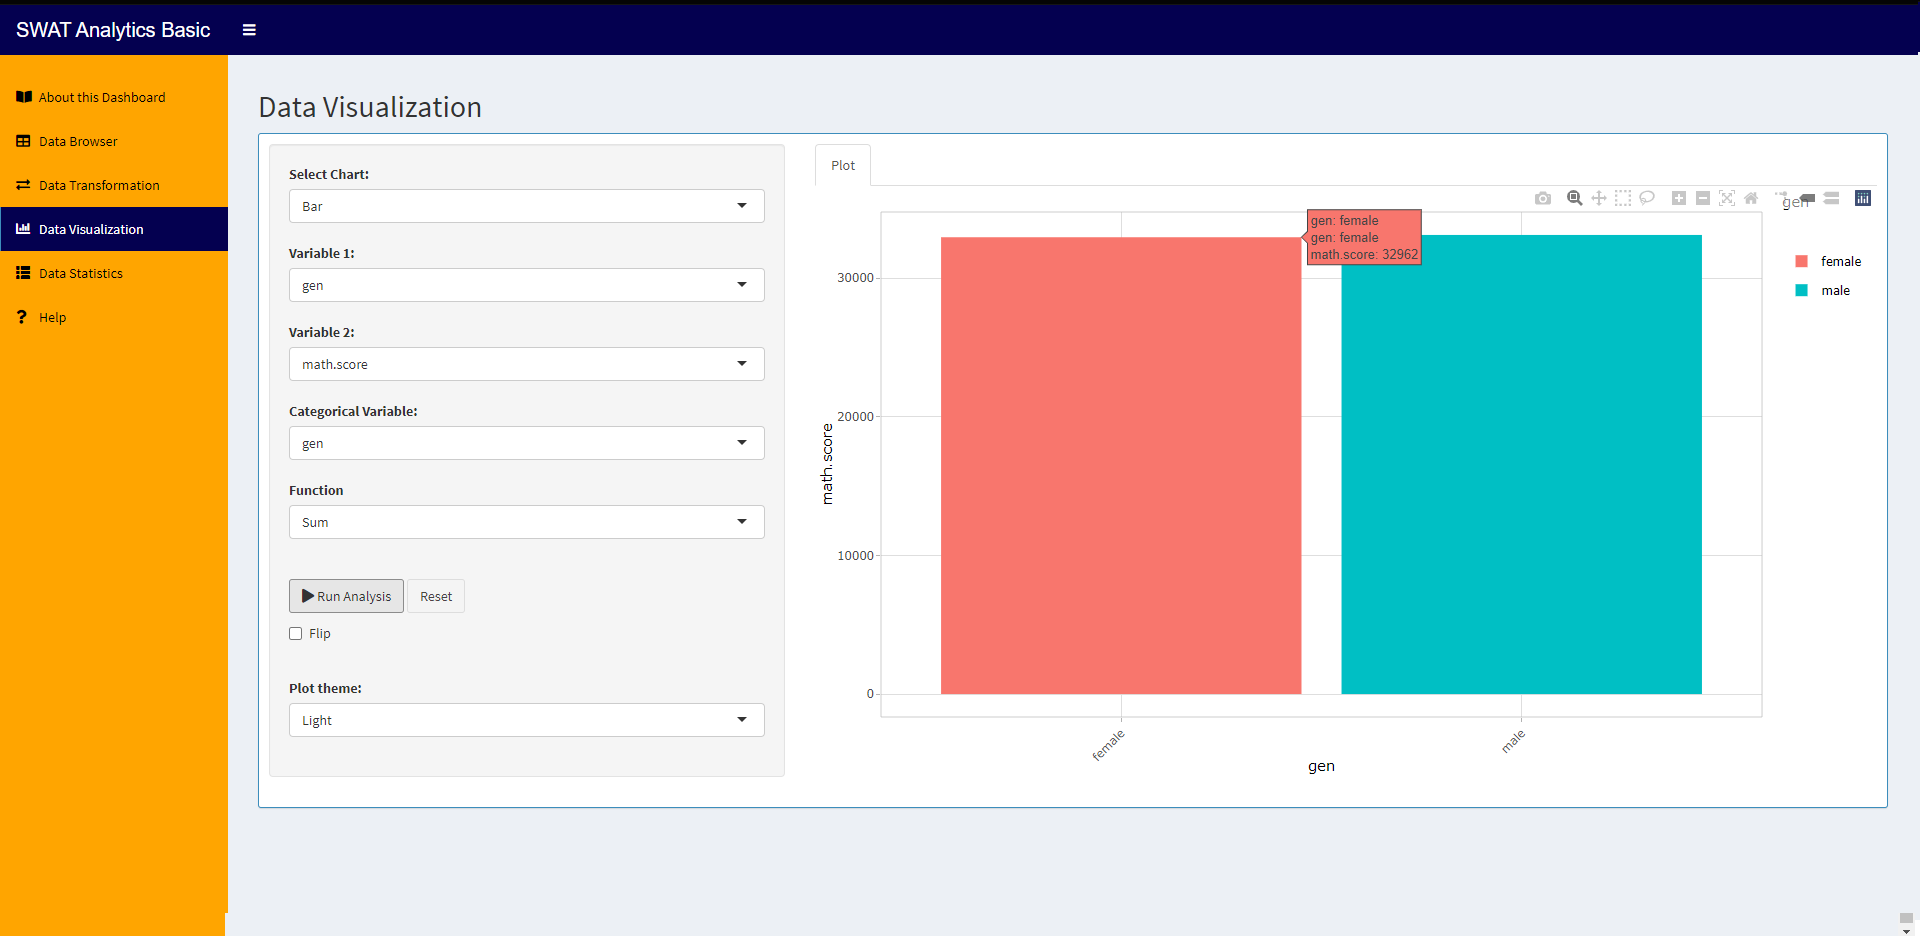 SWAT Analytics Basic
About this Dashboard
Data Browser
Data Transformation
Data Visualization
Data Statistics
Help
Data Visualization
Select Chart:
Bar
Variable 1:
gen
Variable 2:
math.score
Categorical Variable:
gen
Function
Sum
Run Analysis
Reset
Flip
Plot theme:
Light
Plot
gen
female
male
gen: female
gen: female
math.score: 32962
30000
20000
10000
0
math.score
female
male
gen